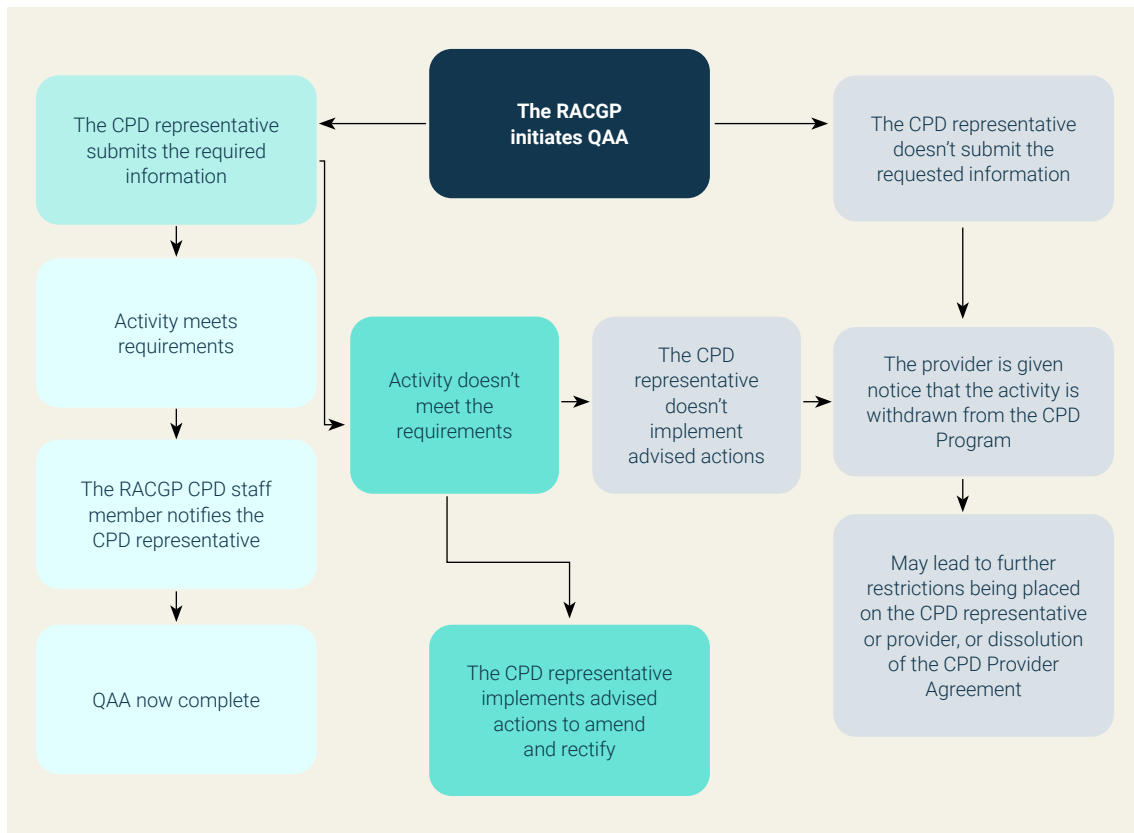 The RACGP
initiates QAA
The CPD representative
submits the required
information
The CPD representative
doesn't submit the
requested information
Activity meets
requirements
Activity doesn't
meet the
requirements
The CPD
representative
doesn't
implement
advised actions
The provider is given
notice that the activity is
withdrawn from the CPD
Program
The RACGP CPD staff
member notifies the
CPD representative
May lead to further
restrictions being placed
on the CPD representative
or provider, or dissolution
of the CPD Provider
Agreement
QAA now complete
The CPD representative
implements advised
actions to amend
and rectify